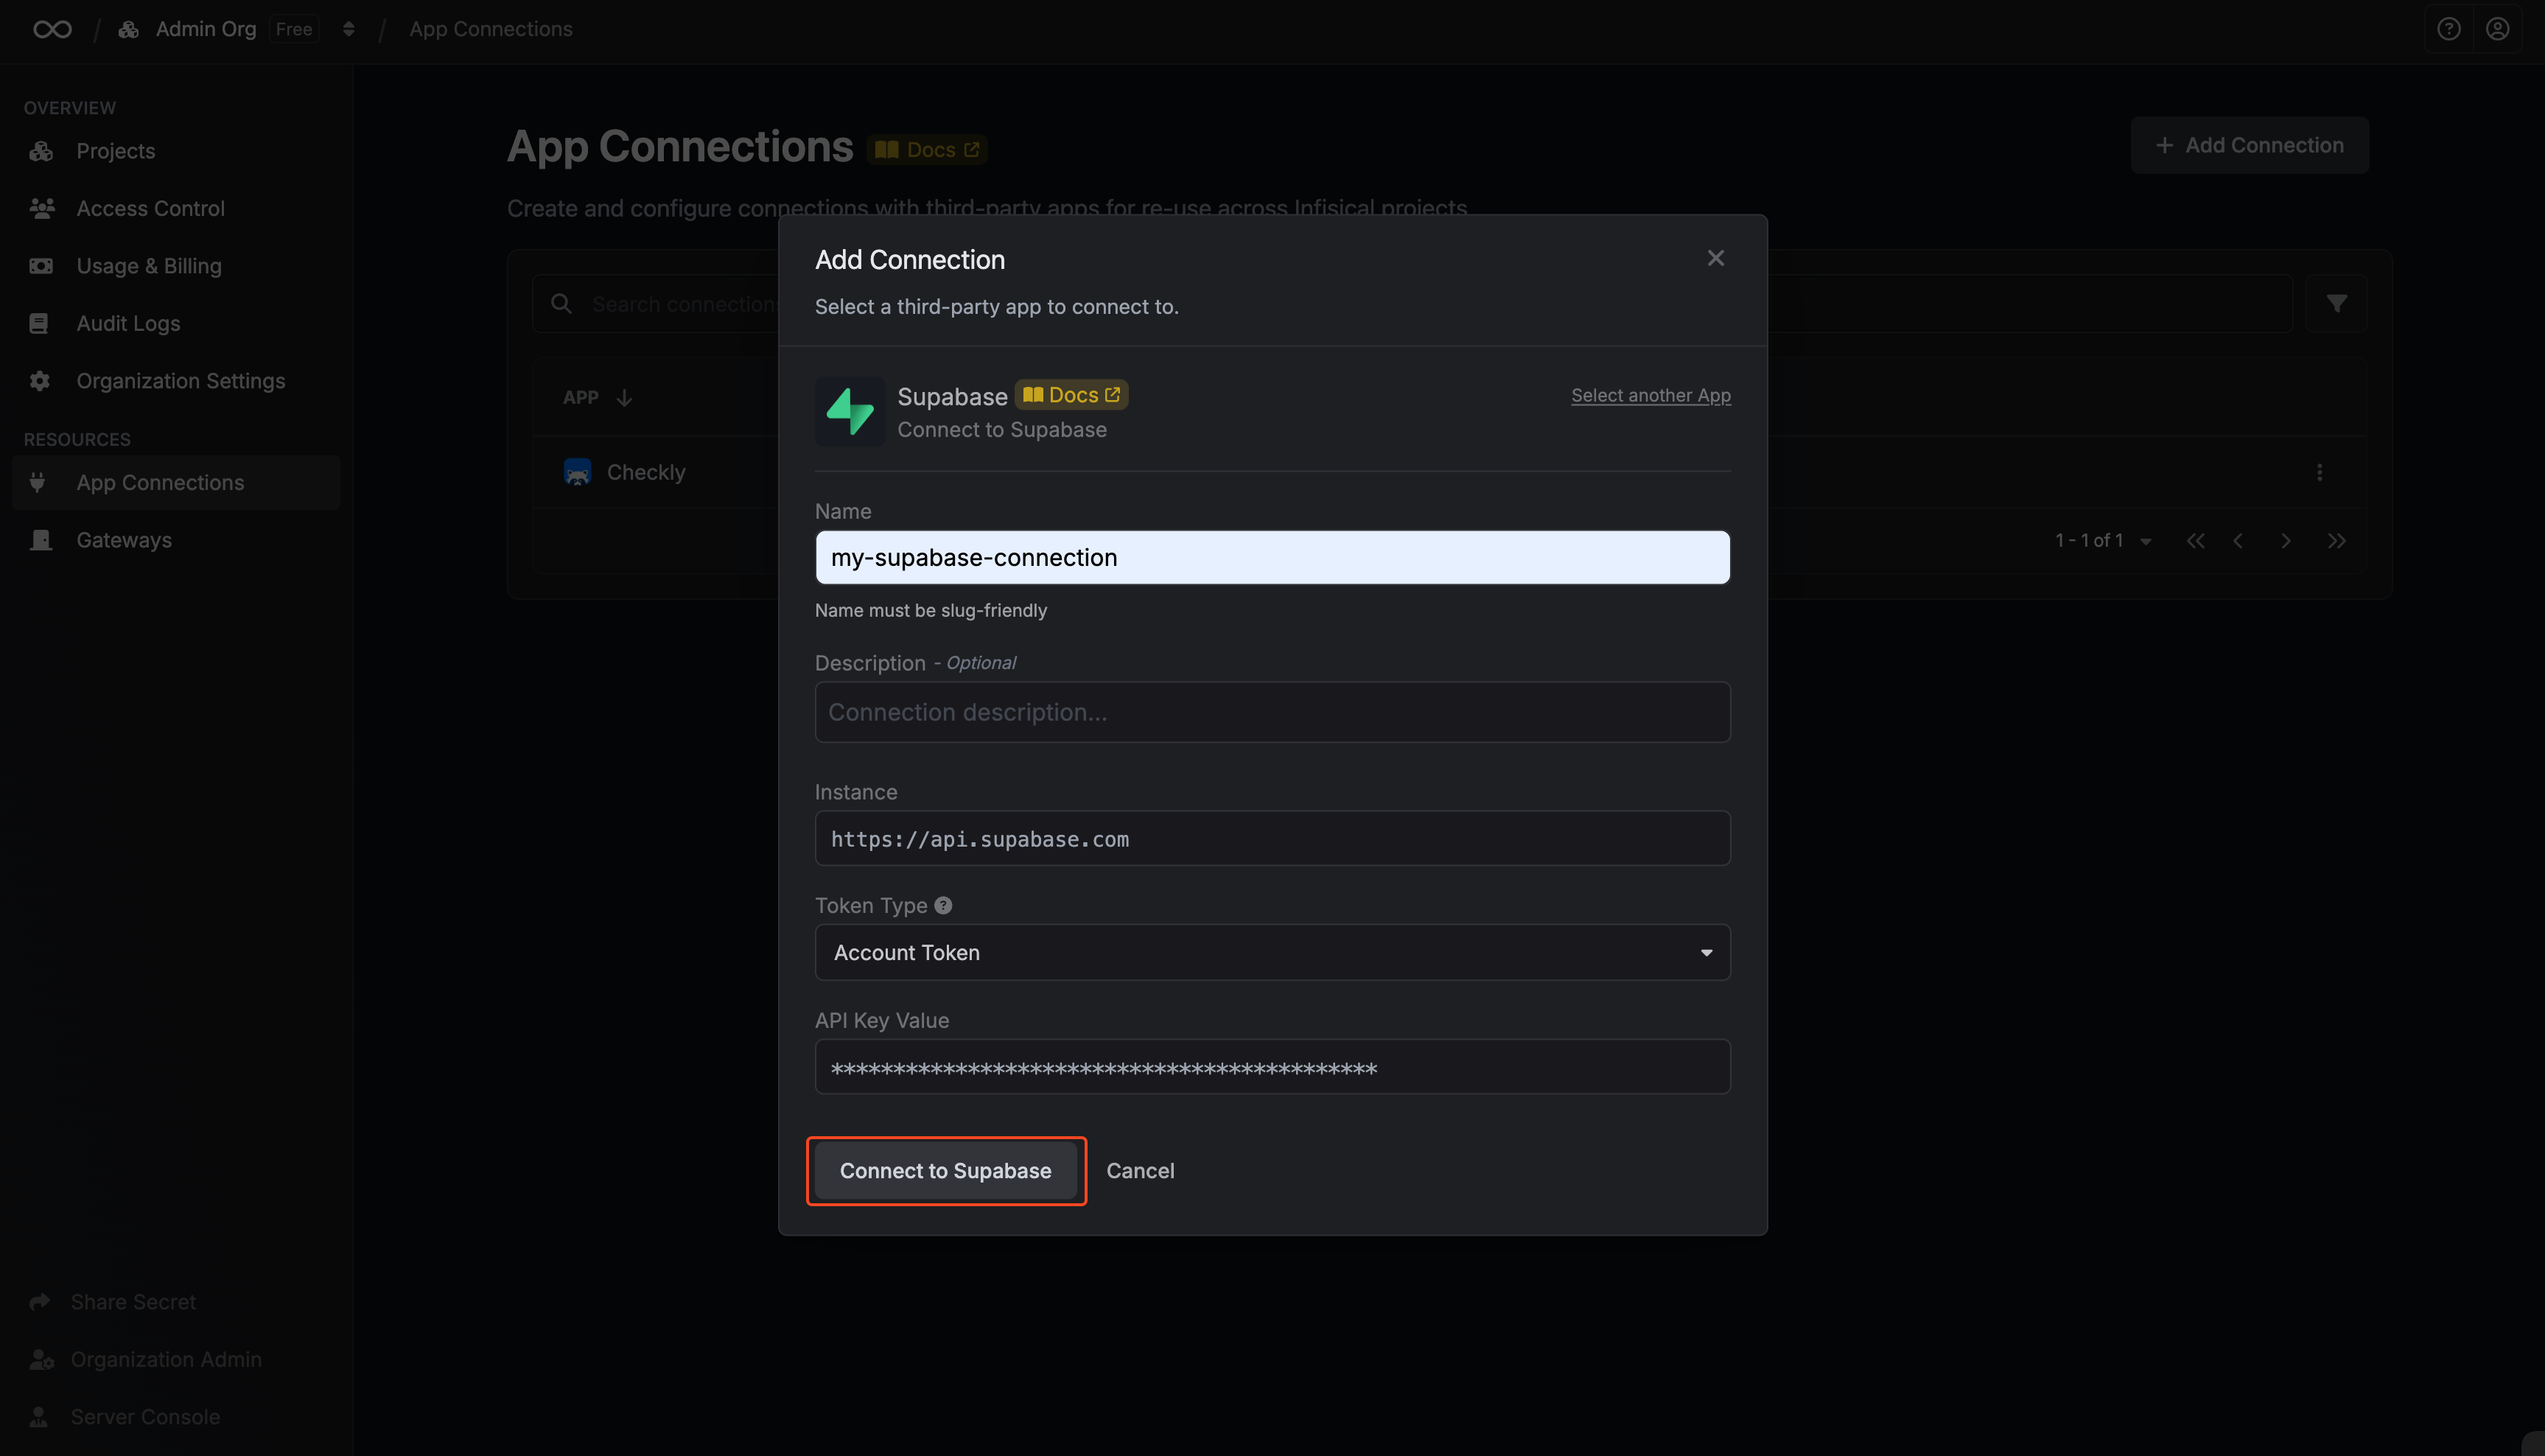 Admin Org Free / App Connections
OVERVIEW
Projects
Access Control
Usage & Billing
Audit Logs
Organization Settings
RESOURCES
App Connections
Gateways
Share Secret
Organization Admin
Server Console
App Connections Docs
Add Connection
Create and configure connections with third-party apps for re-use across Infisical projects.
Search connections
APP
Checkly
1 - 1 of 1
Add Connection
Select a third-party app to connect to.
Supabase Docs
Connect to Supabase
Select another App
Name
my-supabase-connection
Name must be slug-friendly
Description - Optional
Connection description...
Instance
https://api.supabase.com
Token Type
Account Token
API Key Value
********************************************
Connect to Supabase
Cancel